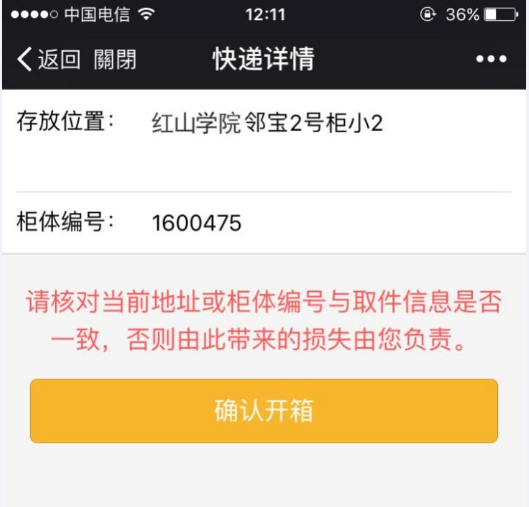 中国电信 12:11 36%
返回 關閉 快递详情
存放位置： 红山学院邻宝2号柜小2
柜体编号： 1600475
请核对当前地址或柜体编号与取件信息是否
一致，否则由此带来的损失由您负责。
确认开箱